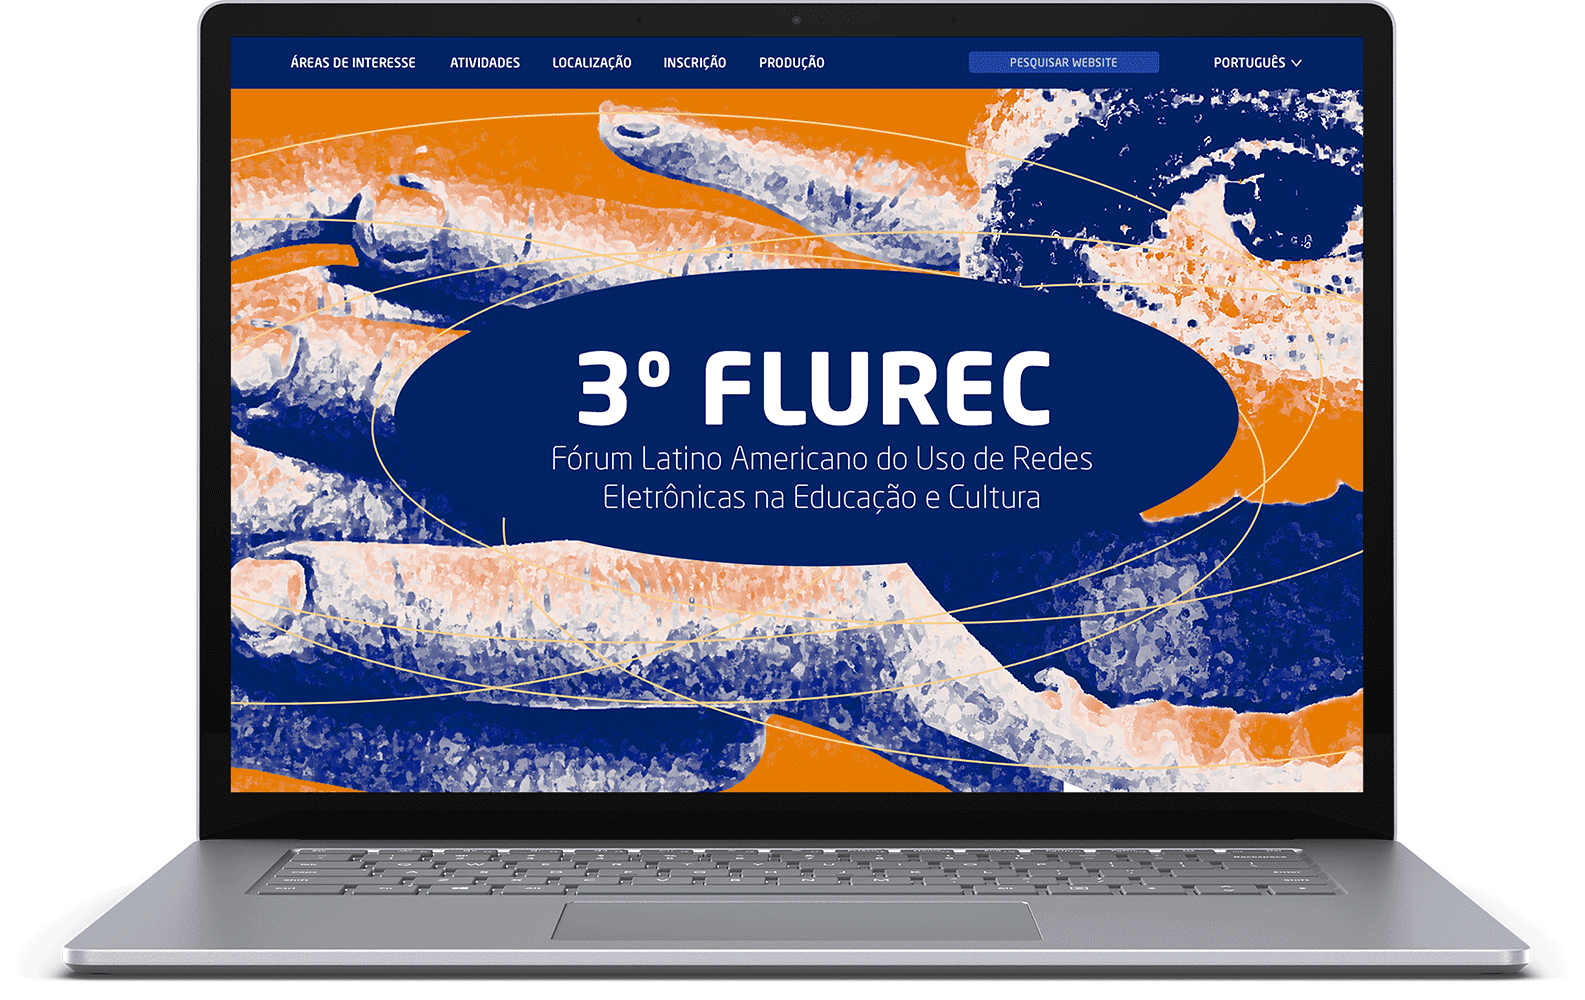 ÁREAS DE INTERESSE ATIVIDADES LOCALIZAÇÃO INSCRIÇÃO PRODUÇÃO PESQUISAR WEBSITE PORTUGUÊS
3º FLUREC
Fórum Latino Americano do Uso de Redes
Eletrônicas na Educação e Cultura